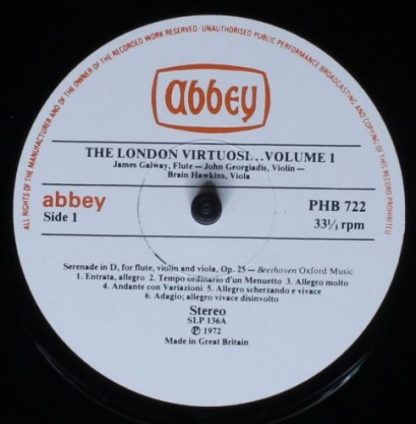 ALL RIGHTS OF THE MANUFACTURER AND OF THE OWNER OF THE RECORDED WORK RESERVED · UNAUTHORISED PUBLIC PERFORMANCE BROADCASTING AND COPYING OF THIS RECORD PROHIBITED
abbey
THE LONDON VIRTUOSI...VOLUME 1
James Galway, Flute — John Georgiadis, Violin —
Brain Hawkins, Viola
abbey
Side 1
PHB 722
33⅓ rpm
Serenade in D, for flute, violin and viola, Op. 25 — Beethoven Oxford Music
1. Entrata, allegro 2. Tempo ordinario d'un Menuetto 3. Allegro molto
4. Andante con Variazioni 5. Allegro scherzando e vivace
6. Adagio; allegro vivace disinvolto
Stereo
SLP 136A
Ⓟ 1972
Made in Great Britain